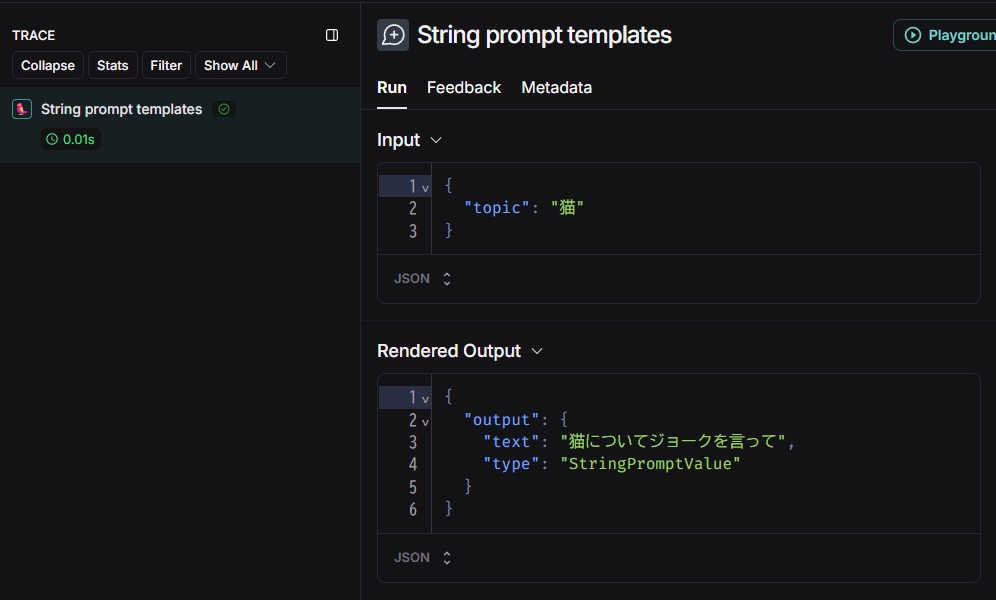 TRACE
Collapse Stats Filter Show All
String prompt templates
0.01s
String prompt templates
Playgroun
Run Feedback Metadata
Input
1 {
2 "topic": "猫"
3 }
JSON
Rendered Output
1 {
2 "output": {
3 "text": "猫についてジョークを言って",
4 "type": "StringPromptValue"
5 }
6 }
JSON